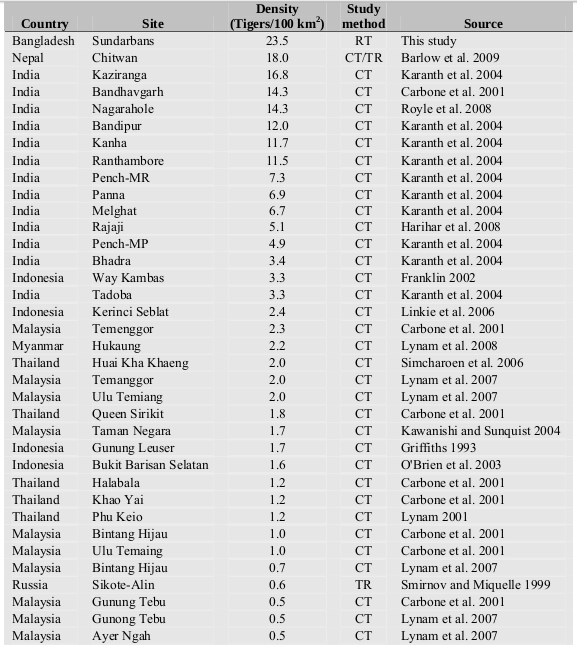 Country Site Density (Tigers/100 km²) Study method Source
Bangladesh Sundarbans 23.5 RT This study
Nepal Chitwan 18.0 CT/TR Barlow et al. 2009
India Kaziranga 16.8 CT Karanth et al. 2004
India Bandhavgarh 14.3 CT Carbone et al. 2001
India Nagarahole 14.3 CT Royle et al. 2008
India Bandipur 12.0 CT Karanth et al. 2004
India Kanha 11.7 CT Karanth et al. 2004
India Ranthambore 11.5 CT Karanth et al. 2004
India Pench-MR 7.3 CT Karanth et al. 2004
India Panna 6.9 CT Karanth et al. 2004
India Melghat 6.7 CT Karanth et al. 2004
India Rajaji 5.1 CT Harihar et al. 2008
India Pench-MP 4.9 CT Karanth et al. 2004
India Bhadra 3.4 CT Karanth et al. 2004
Indonesia Way Kambas 3.3 CT Franklin 2002
India Tadoba 3.3 CT Karanth et al. 2004
Indonesia Kerinci Seblat 2.4 CT Linkie et al. 2006
Malaysia Temenggor 2.3 CT Carbone et al. 2001
Myanmar Hukaung 2.2 CT Lynam et al. 2008
Thailand Huai Kha Khaeng 2.0 CT Simcharoen et al. 2006
Malaysia Temanggor 2.0 CT Lynam et al. 2007
Malaysia Ulu Temiang 2.0 CT Lynam et al. 2007
Thailand Queen Sirikit 1.8 CT Carbone et al. 2001
Malaysia Taman Negara 1.7 CT Kawanishi and Sunquist 2004
Indonesia Gunung Leuser 1.7 CT Griffiths 1993
Indonesia Bukit Barisan Selatan 1.6 CT O'Brien et al. 2003
Thailand Halabala 1.2 CT Carbone et al. 2001
Thailand Khao Yai 1.2 CT Carbone et al. 2001
Thailand Phu Keio 1.2 CT Lynam 2001
Malaysia Bintang Hijau 1.0 CT Carbone et al. 2001
Malaysia Ulu Temaing 1.0 CT Carbone et al. 2001
Malaysia Bintang Hijau 0.7 CT Lynam et al. 2007
Russia Sikote-Alin 0.6 TR Smirnov and Miquelle 1999
Malaysia Gunung Tebu 0.5 CT Carbone et al. 2001
Malaysia Gunong Tebu 0.5 CT Lynam et al. 2007
Malaysia Ayer Ngah 0.5 CT Lynam et al. 2007